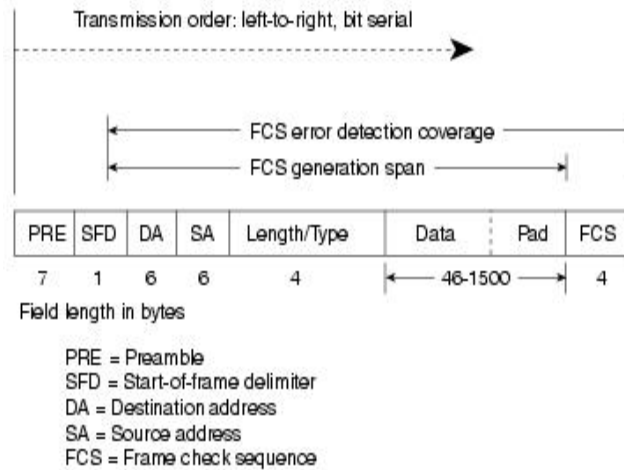 Transmission order: left-to-right, bit serial
FCS error detection coverage
FCS generation span
PRE SFD DA SA Length/Type Data Pad FCS
7 1 6 6 4 46-1500 4
Field length in bytes
PRE = Preamble
SFD = Start-of-frame delimiter
DA = Destination address
SA = Source address
FCS = Frame check sequence